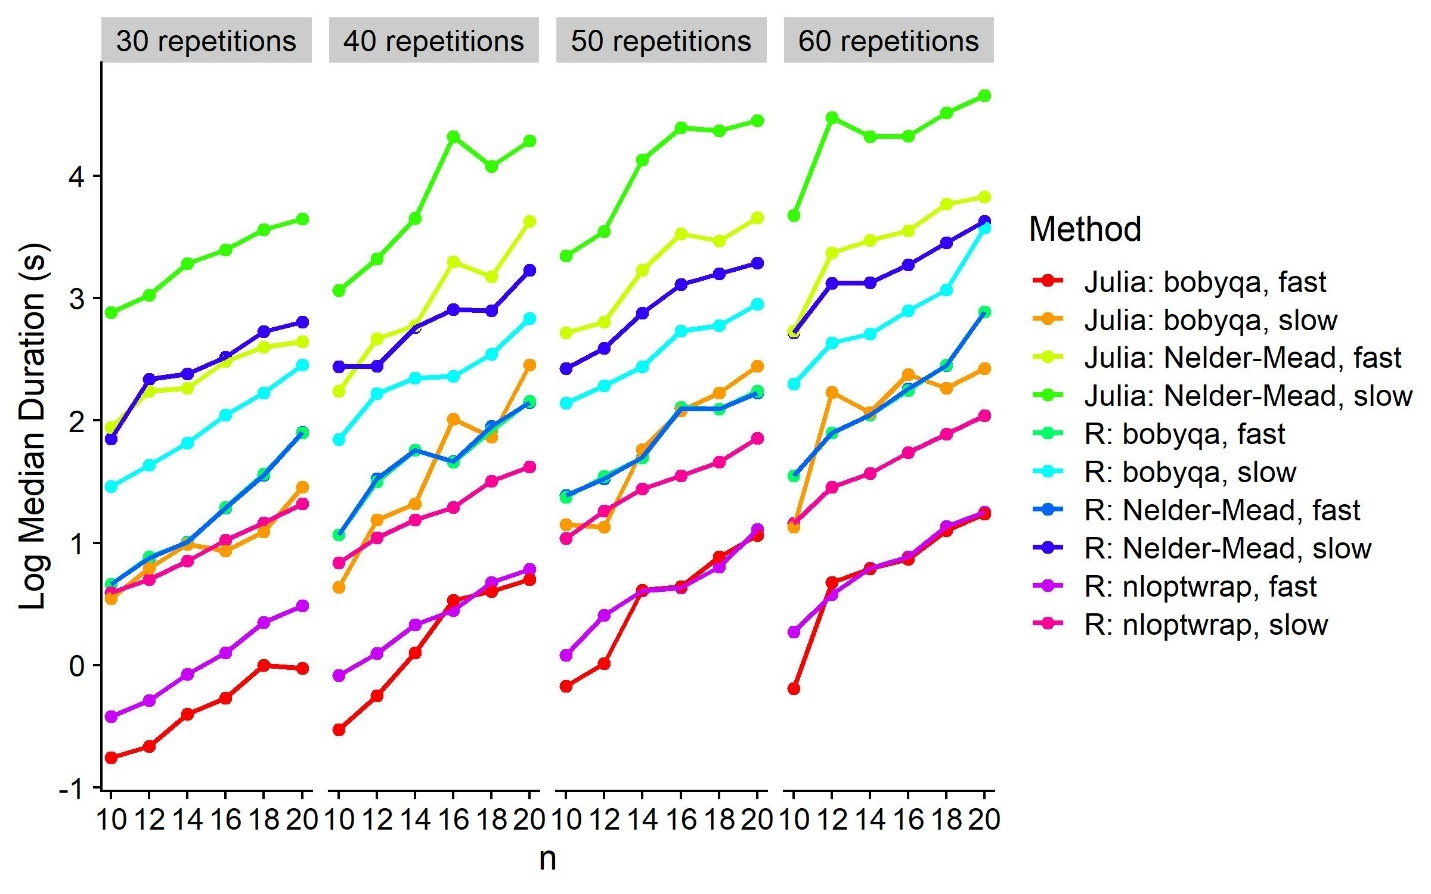 30 repetitions 40 repetitions 50 repetitions 60 repetitions
Log Median Duration (s)
4
3
2
1
0
-1
10 12 14 16 18 20 10 12 14 16 18 20 10 12 14 16 18 20 10 12 14 16 18 20
n
Method
Julia: bobyqa, fast
Julia: bobyqa, slow
Julia: Nelder-Mead, fast
Julia: Nelder-Mead, slow
R: bobyqa, fast
R: bobyqa, slow
R: Nelder-Mead, fast
R: Nelder-Mead, slow
R: nloptwrap, fast
R: nloptwrap, slow